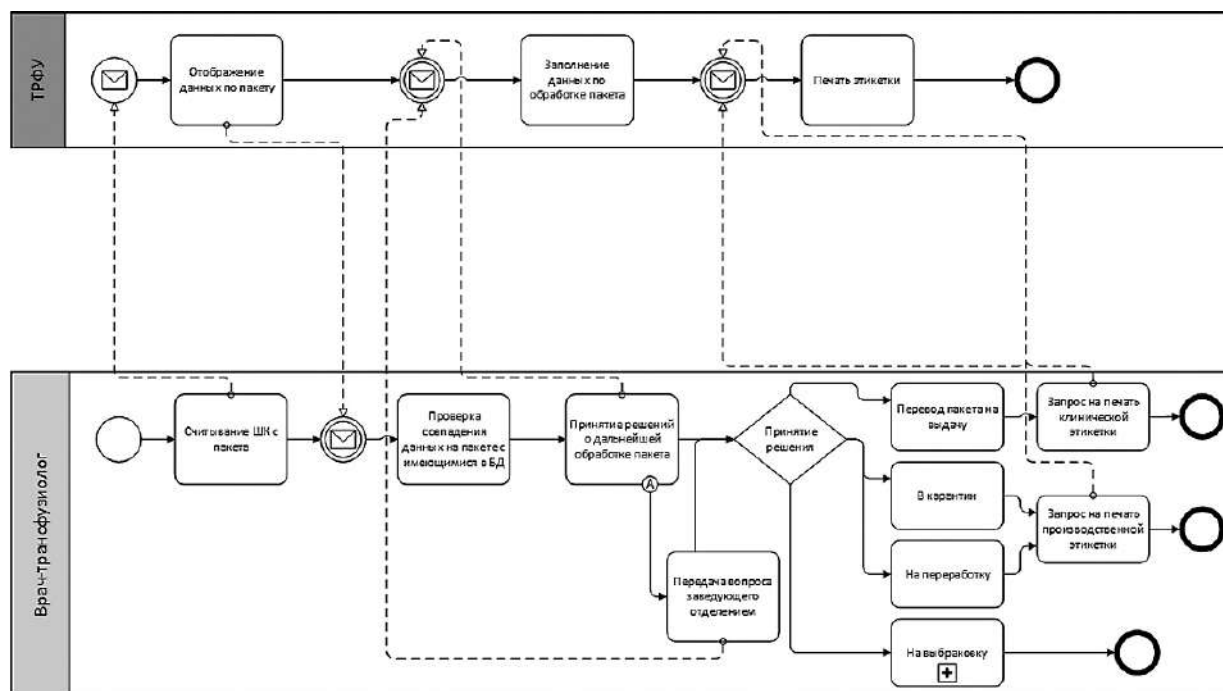 ТРФУ
Отображение
данных по пакету
Заполнение
данных по
обработке пакета
Печать этикетки
Врач-трансфузиолог
Считывание ШК с
пакета
Проверка
совпадения
данных на пакете с
имеющимися в БД
Принятие решений
о дальнейшей
обработке пакета
A
Передача вопроса
заведующего
отделением
Принятие
решения
Перевод пакета на
выдачу
Запрос на печать
клинической
этикетки
В карантин
На переработку
Запрос на печать
производственной
этикетки
На выбраковку